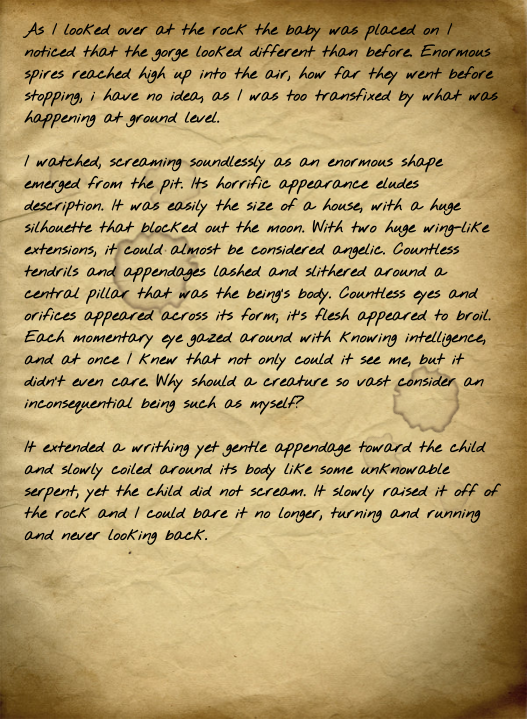 As I looked over at the rock the baby was placed on I
noticed that the gorge looked different than before. Enormous
spires reached high up into the air, how far they went before
stopping, i have no idea, as I was too transfixed by what was
happening at ground level.

I watched, screaming soundlessly as an enormous shape
emerged from the pit. Its horrific appearance eludes
description. It was easily the size of a house, with a huge
silhouette that blocked out the moon. With two huge wing-like
extensions, it could almost be considered angelic. Countless
tendrils and appendages lashed and slithered around a
central pillar that was the being's body. Countless eyes and
orifices appeared across its form, it's flesh appeared to broil.
Each momentary eye gazed around with knowing intelligence,
and at once I knew that not only could it see me, but it
didn't even care. Why should a creature so vast consider an
inconsequential being such as myself?

It extended a writhing yet gentle appendage toward the child
and slowly coiled around its body like some unknowable
serpent, yet the child did not scream. It slowly raised it off of
the rock and I could bare it no longer, turning and running
and never looking back.